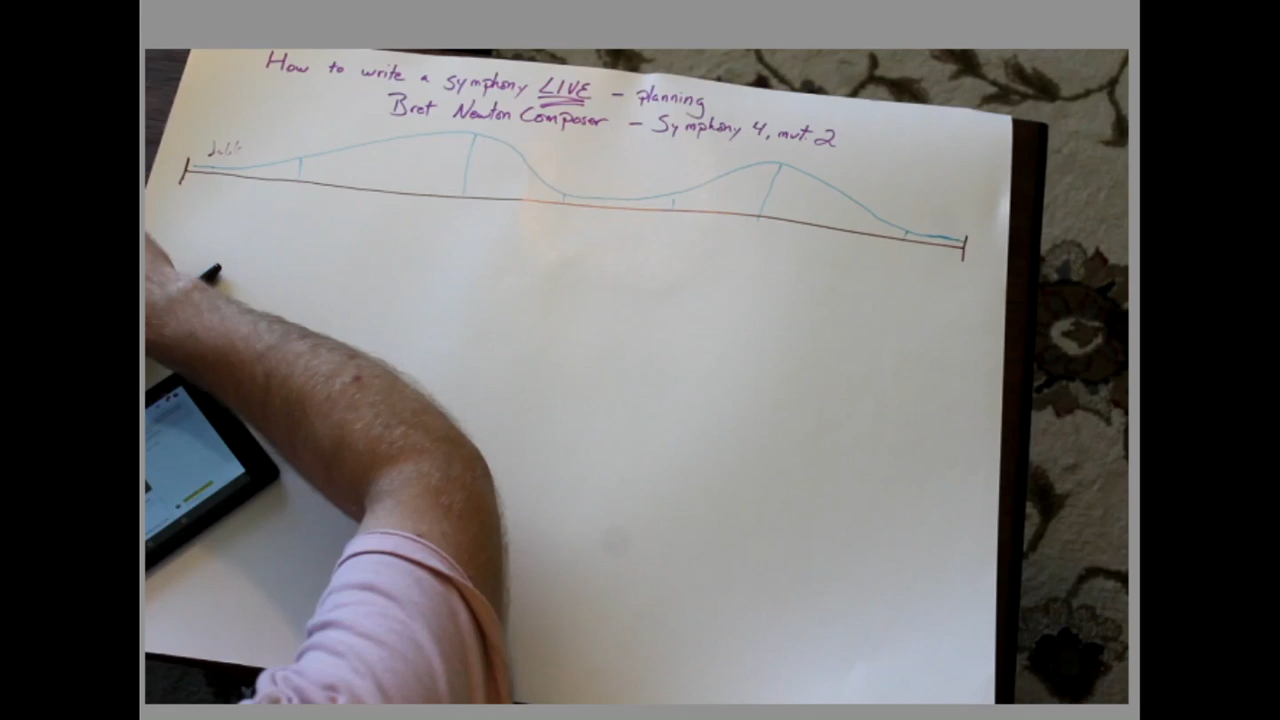 How to write a symphony LIVE - planning
Bret Newton Composer - Symphony 4, mvt. 2